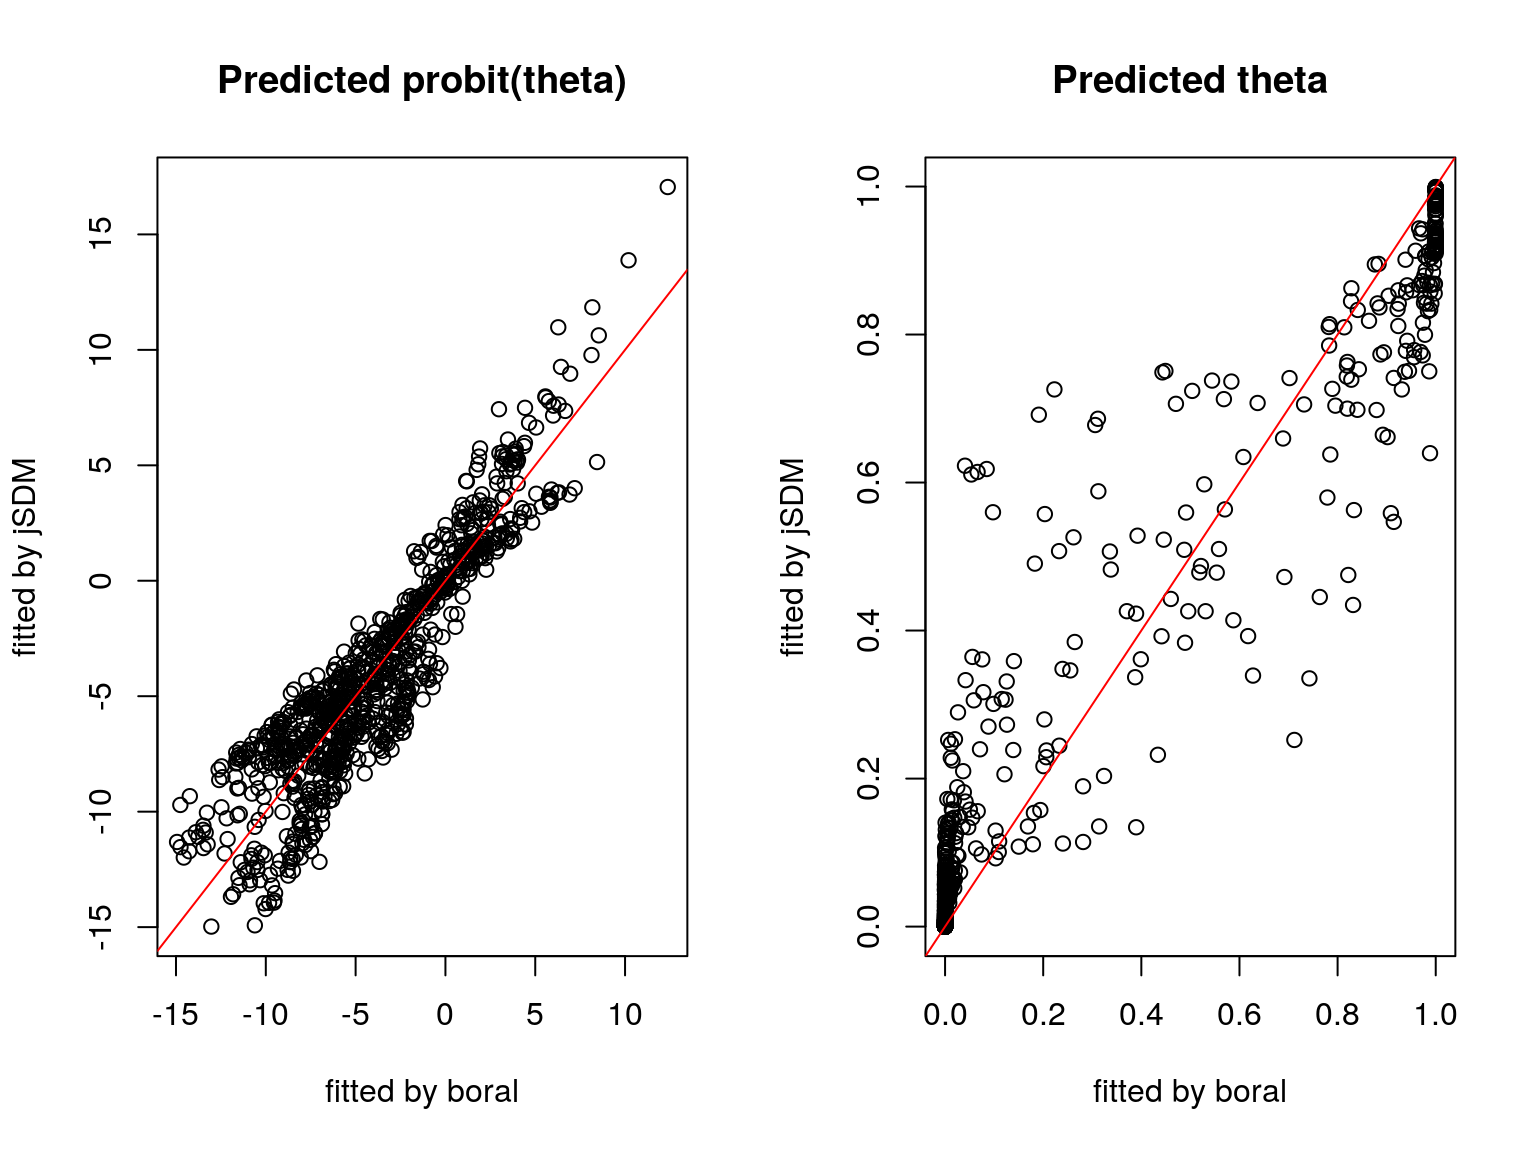 Predicted probit(theta)
fitted by jSDM
15
10
5
0
-5
-10
-15
-15 -10 -5 0 5 10
fitted by boral
Predicted theta
fitted by jSDM
1.0
0.8
0.6
0.4
0.2
0.0
0.0 0.2 0.4 0.6 0.8 1.0
fitted by boral